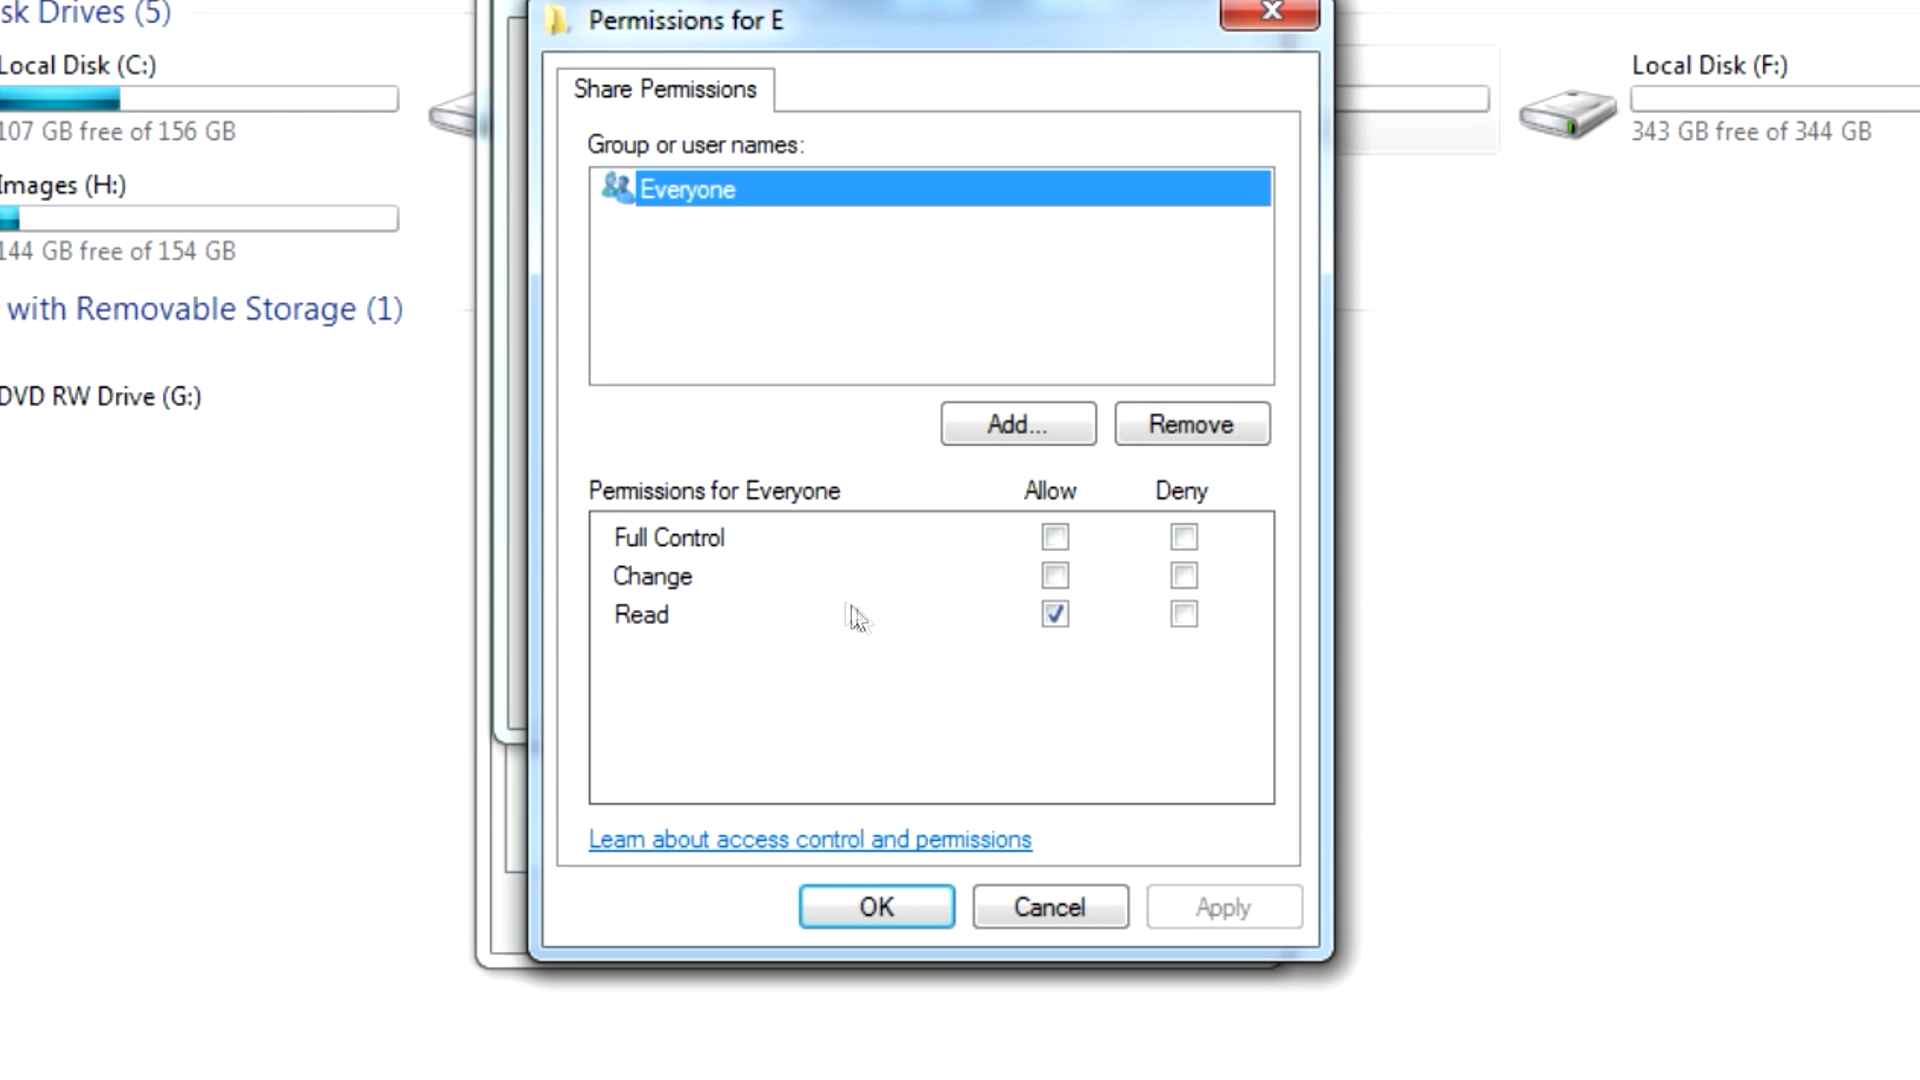 sk Drives (5)
Local Disk (C:)
107 GB free of 156 GB
Images (H:)
144 GB free of 154 GB
with Removable Storage (1)
DVD RW Drive (G:)
Permissions for E
Share Permissions
Group or user names:
Everyone
Add...
Remove
Permissions for Everyone
Allow
Deny
Full Control
Change
Read
Learn about access control and permissions
OK
Cancel
Apply
Local Disk (F:)
343 GB free of 344 GB